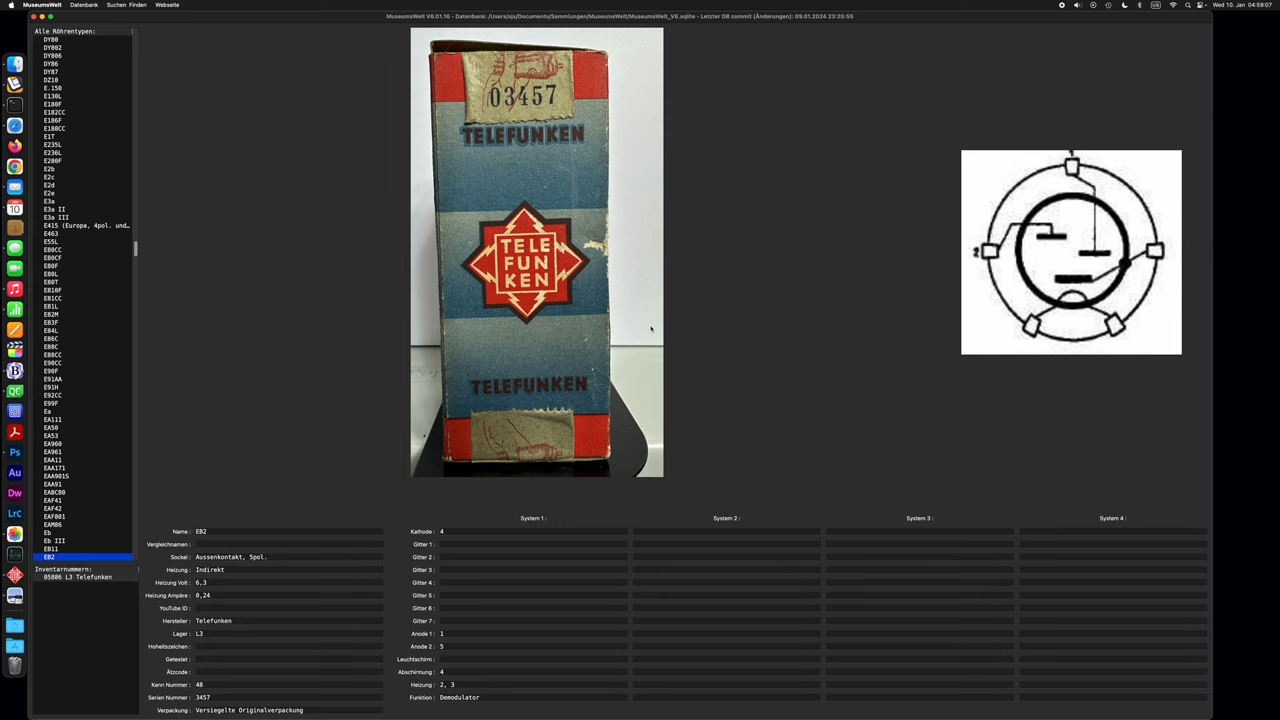 MuseumsWelt Datenbank Suchen Finden Webseite
US
Mi 10. Jan. 04:59:07
MuseumsWelt V6.01.16 - Datenbank: /Users/sjs/Documents/Sammlungen/MuseumsWelt/MuseumsWelt_V6.sqlite - Letzter DB commit (Änderungen): 09.01.2024 23:25:55
Alle Röhrentypen:
DY80
DY802
DY806
DY86
DY87
DZ10
E.150
E130L
E180F
E182CC
E186F
E188CC
E1T
E235L
E236L
E280F
E2b
E2c
E2d
E2e
E3a
E3a II
E3a III
E415 (Europa, 4pol. und…
E463
E55L
E80CC
E80CF
E80F
E80L
E80T
E810F
E81CC
E81L
E82M
E83F
E84L
E86C
E88C
E88CC
E90CC
E90F
E91AA
E91H
E92CC
E99F
Ea
EA111
EA50
EA53
EA960
EA961
EAA11
EAA171
EAA901S
EAA91
EABC80
EAF41
EAF42
EAF801
EAM86
Eb
Eb III
EB11
EB2
Inventarnummern:
05886 L3 Telefunken
10
Ps
Au
Dw
LrC
QC
03457
TELEFUNKEN
TELE
FUN
KEN
TELEFUNKEN
2
System 1 : System 2 : System 3 : System 4 :
Name : EB2 Kathode : 4
Vergleichnamen : Gitter 1 :
Sockel : Aussenkontakt, 5pol. Gitter 2 :
Heizung : Indirekt Gitter 3 :
Heizung Volt : 6,3 Gitter 4 :
Heizung Ampère : 0,24 Gitter 5 :
YouTube ID : Gitter 6 :
Hersteller : Telefunken Gitter 7 :
Lager : L3 Anode 1 : 1
Hoheitszeichen : Anode 2 : 5
Getestet : Leuchtschirm :
Ätzcode : Abschirmung : 4
Kenn Nummer : 48 Heizung : 2, 3
Serien Nummer : 3457 Funktion : Demodulator
Verpackung : Versiegelte Originalverpackung